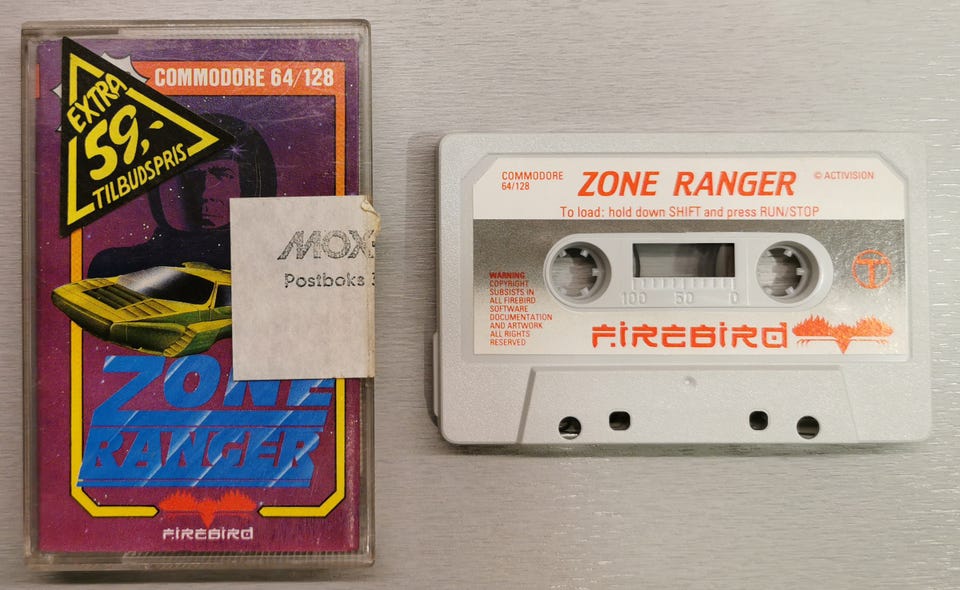 COMMODORE 64/128
EXTRA
59,-
TILBUDSPRIS
Postboks
ZONE
RANGER
FIREBIRD
COMMODORE
64/128
ZONE RANGER
© ACTIVISION
To load: hold down SHIFT and press RUN/STOP
WARNING
COPYRIGHT
SUBSISTS IN
ALL FIREBIRD
SOFTWARE
DOCUMENTATION
AND ARTWORK
ALL RIGHTS
RESERVED
100 50 0
FIREBIRD